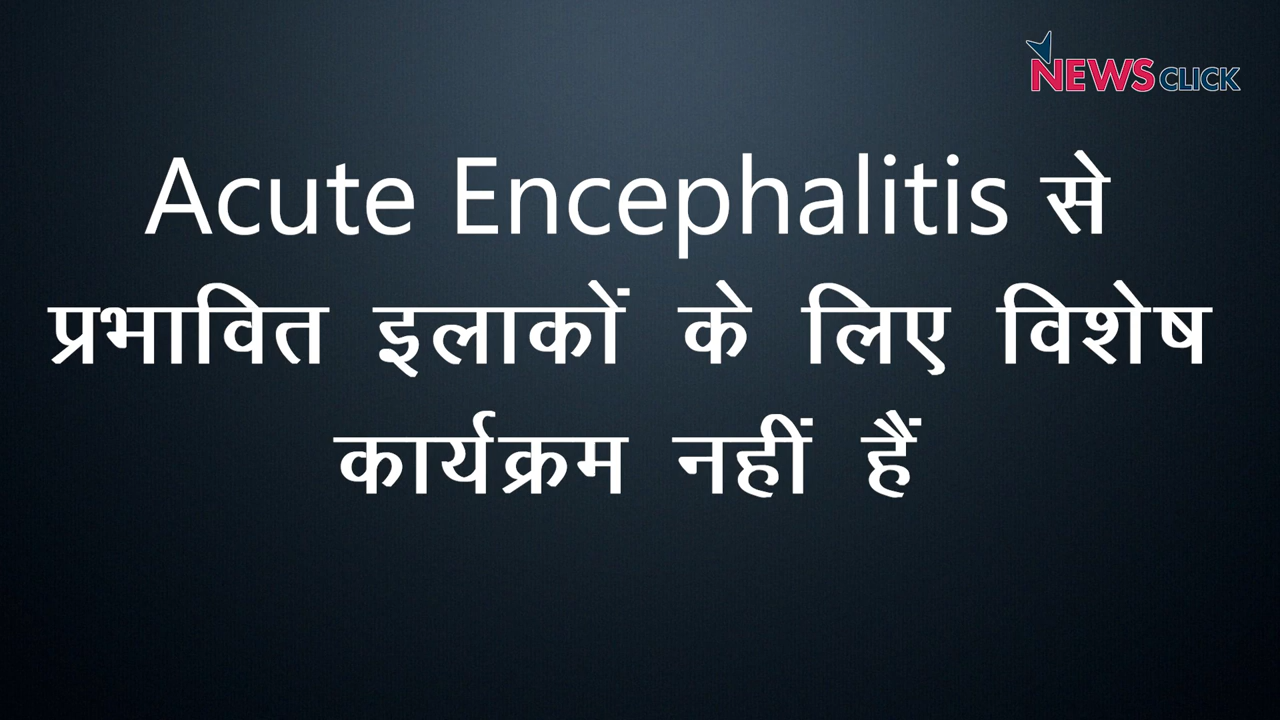 NEWSCLICK
Acute Encephalitis से
प्रभावित इलाकों के लिए विशेष
कार्यक्रम नहीं हैं